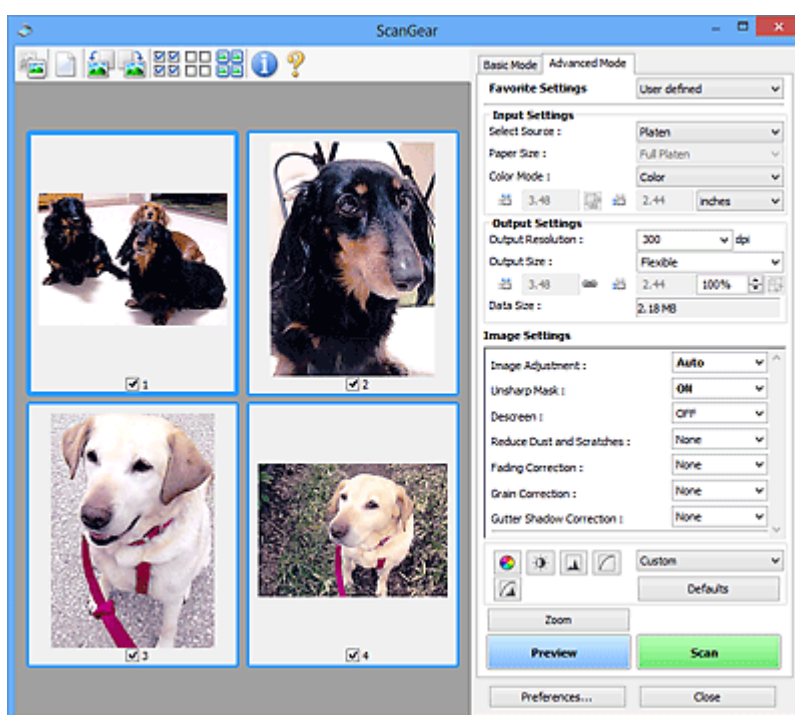 ScanGear
Basic Mode Advanced Mode
Favorite Settings User defined
Input Settings
Select Source : Platen
Paper Size : Full Platen
Color Mode : Color
3.48 2.44 inches
Output Settings
Output Resolution : 300 dpi
Output Size : Flexible
3.48 2.44 100%
Data Size : 2.18 MB
Image Settings
Image Adjustment : Auto
Unsharp Mask : ON
Descreen : OFF
Reduce Dust and Scratches : None
Fading Correction : None
Grain Correction : None
Gutter Shadow Correction : None
Custom
Defaults
Zoom
Preview Scan
Preferences... Close
1
2
3
4